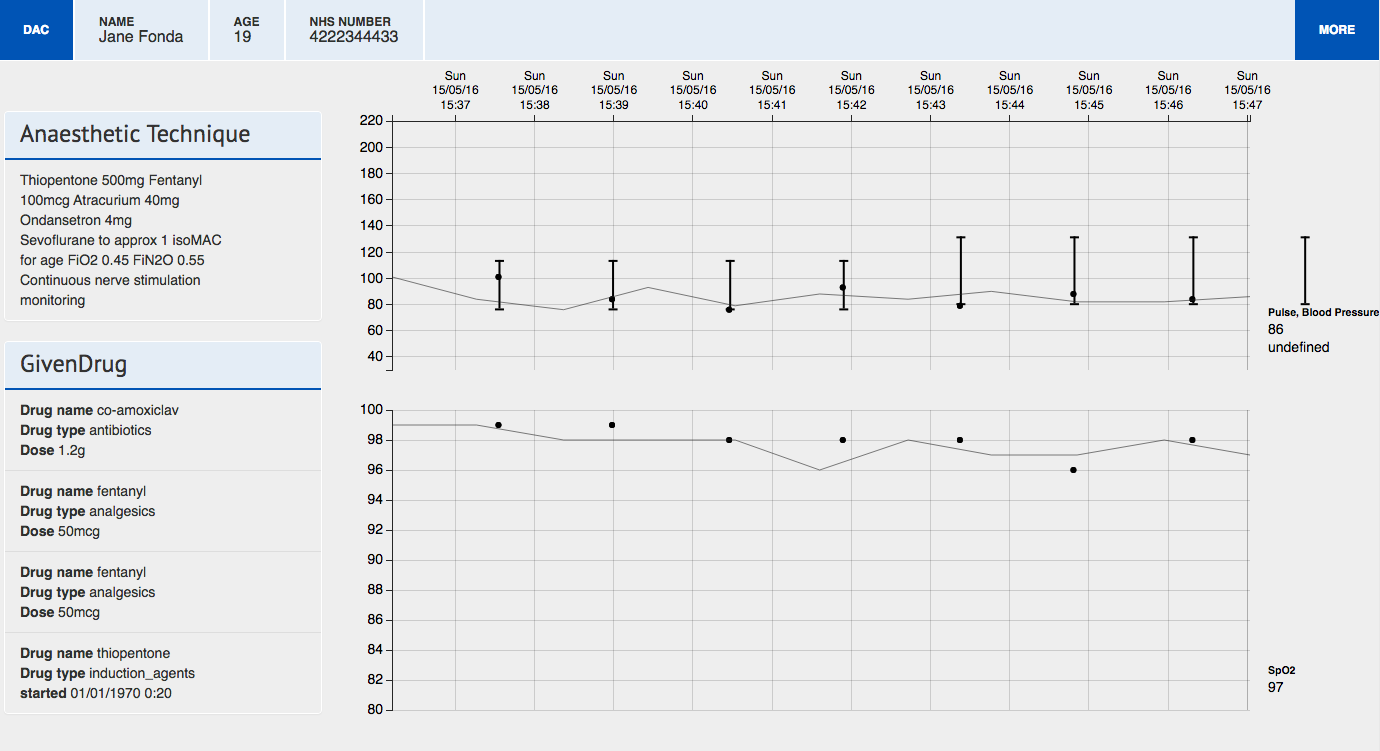 DAC
NAME
Jane Fonda
AGE
19
NHS NUMBER
4222344433
MORE
Anaesthetic Technique
Thiopentone 500mg Fentanyl
100mcg Atracurium 40mg
Ondansetron 4mg
Sevoflurane to approx 1 isoMAC
for age FiO2 0.45 FiN2O 0.55
Continuous nerve stimulation
monitoring
GivenDrug
Drug name co-amoxiclav
Drug type antibiotics
Dose 1.2g
Drug name fentanyl
Drug type analgesics
Dose 50mcg
Drug name fentanyl
Drug type analgesics
Dose 50mcg
Drug name thiopentone
Drug type induction_agents
started 01/01/1970 0:20
Sun Sun Sun Sun Sun Sun Sun Sun Sun Sun Sun
15/05/16 15/05/16 15/05/16 15/05/16 15/05/16 15/05/16 15/05/16 15/05/16 15/05/16 15/05/16 15/05/16
15:37 15:38 15:39 15:40 15:41 15:42 15:43 15:44 15:45 15:46 15:47
220
200
180
160
140
120
100
80
60
40
Pulse, Blood Pressure
86
undefined
100
98
96
94
92
90
88
86
84
82
80
SpO2
97